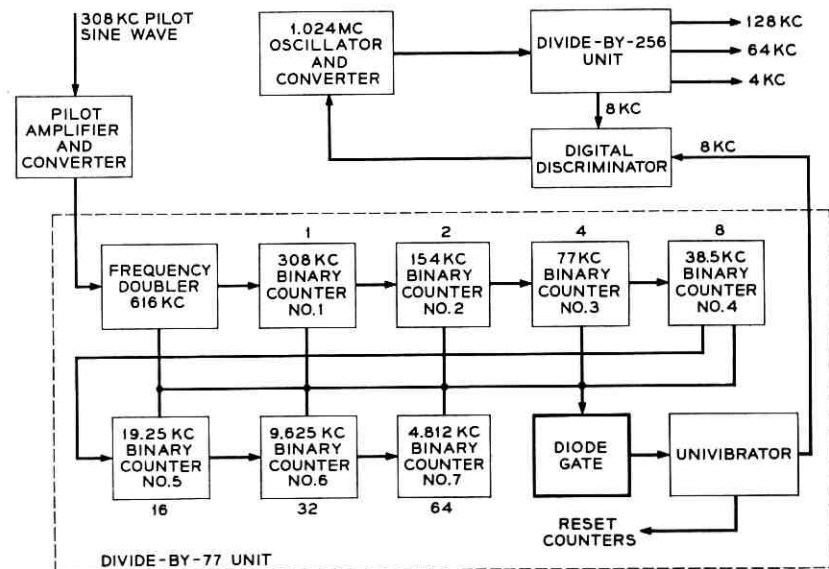 308 KC PILOT
SINE WAVE
PILOT
AMPLIFIER
AND
CONVERTER
1.024 MC
OSCILLATOR
AND
CONVERTER
DIVIDE-BY-256
UNIT
128 KC
64 KC
4 KC
8 KC
DIGITAL
DISCRIMINATOR
8 KC
FREQUENCY
DOUBLER
616 KC
1
308 KC
BINARY
COUNTER
NO.1
2
154 KC
BINARY
COUNTER
NO.2
4
77 KC
BINARY
COUNTER
NO.3
8
38.5 KC
BINARY
COUNTER
NO.4
19.25 KC
BINARY
COUNTER
NO.5
16
9.625 KC
BINARY
COUNTER
NO.6
32
4.812 KC
BINARY
COUNTER
NO.7
64
DIODE
GATE
UNIVIBRATOR
RESET
COUNTERS
DIVIDE-BY-77 UNIT